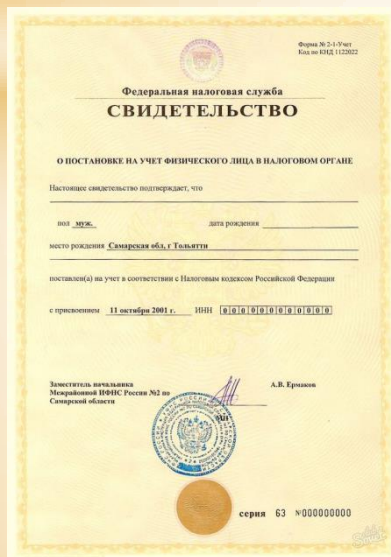 Форма № 2-1-Учет
Код по КНД 1122022
Федеральная налоговая служба
СВИДЕТЕЛЬСТВО
О ПОСТАНОВКЕ НА УЧЕТ ФИЗИЧЕСКОГО ЛИЦА В НАЛОГОВОМ ОРГАНЕ
Настоящее свидетельство подтверждает, что
пол муж. дата рождения
место рождения Самарская обл, г Тольятти
поставлен(а) на учет в соответствии с Налоговым кодексом Российской Федерации
с присвоением 11 октября 2001 г. ИНН 000000000000
Заместитель начальника
Межрайонной ИФНС России №2 по
Самарской области
А.В. Ермаков
МП
серия 63 №000000000